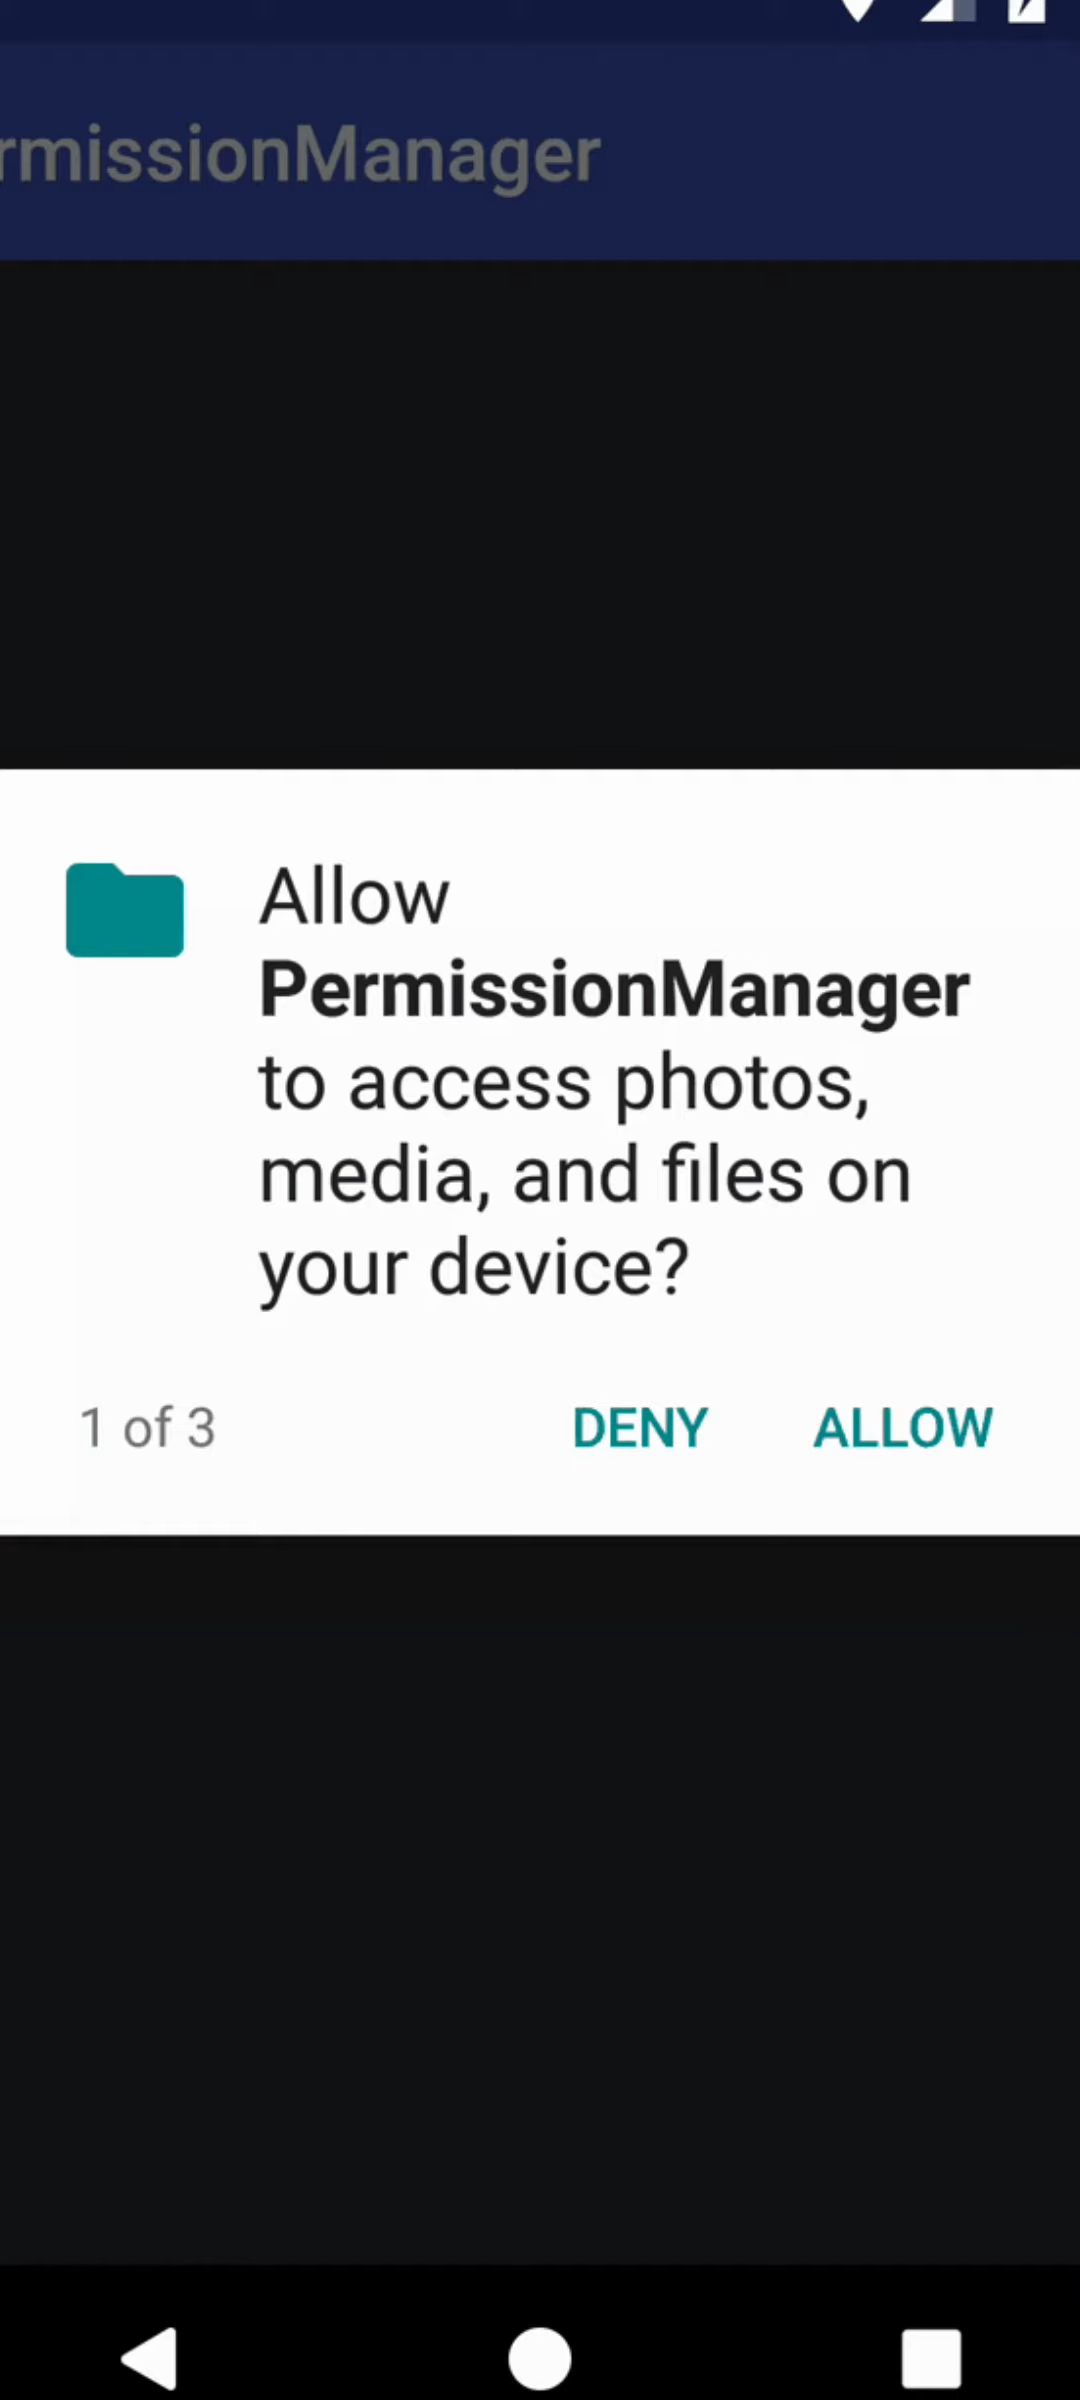 rmissionManager
Allow
PermissionManager
to access photos,
media, and files on
your device?
1 of 3
DENY
ALLOW